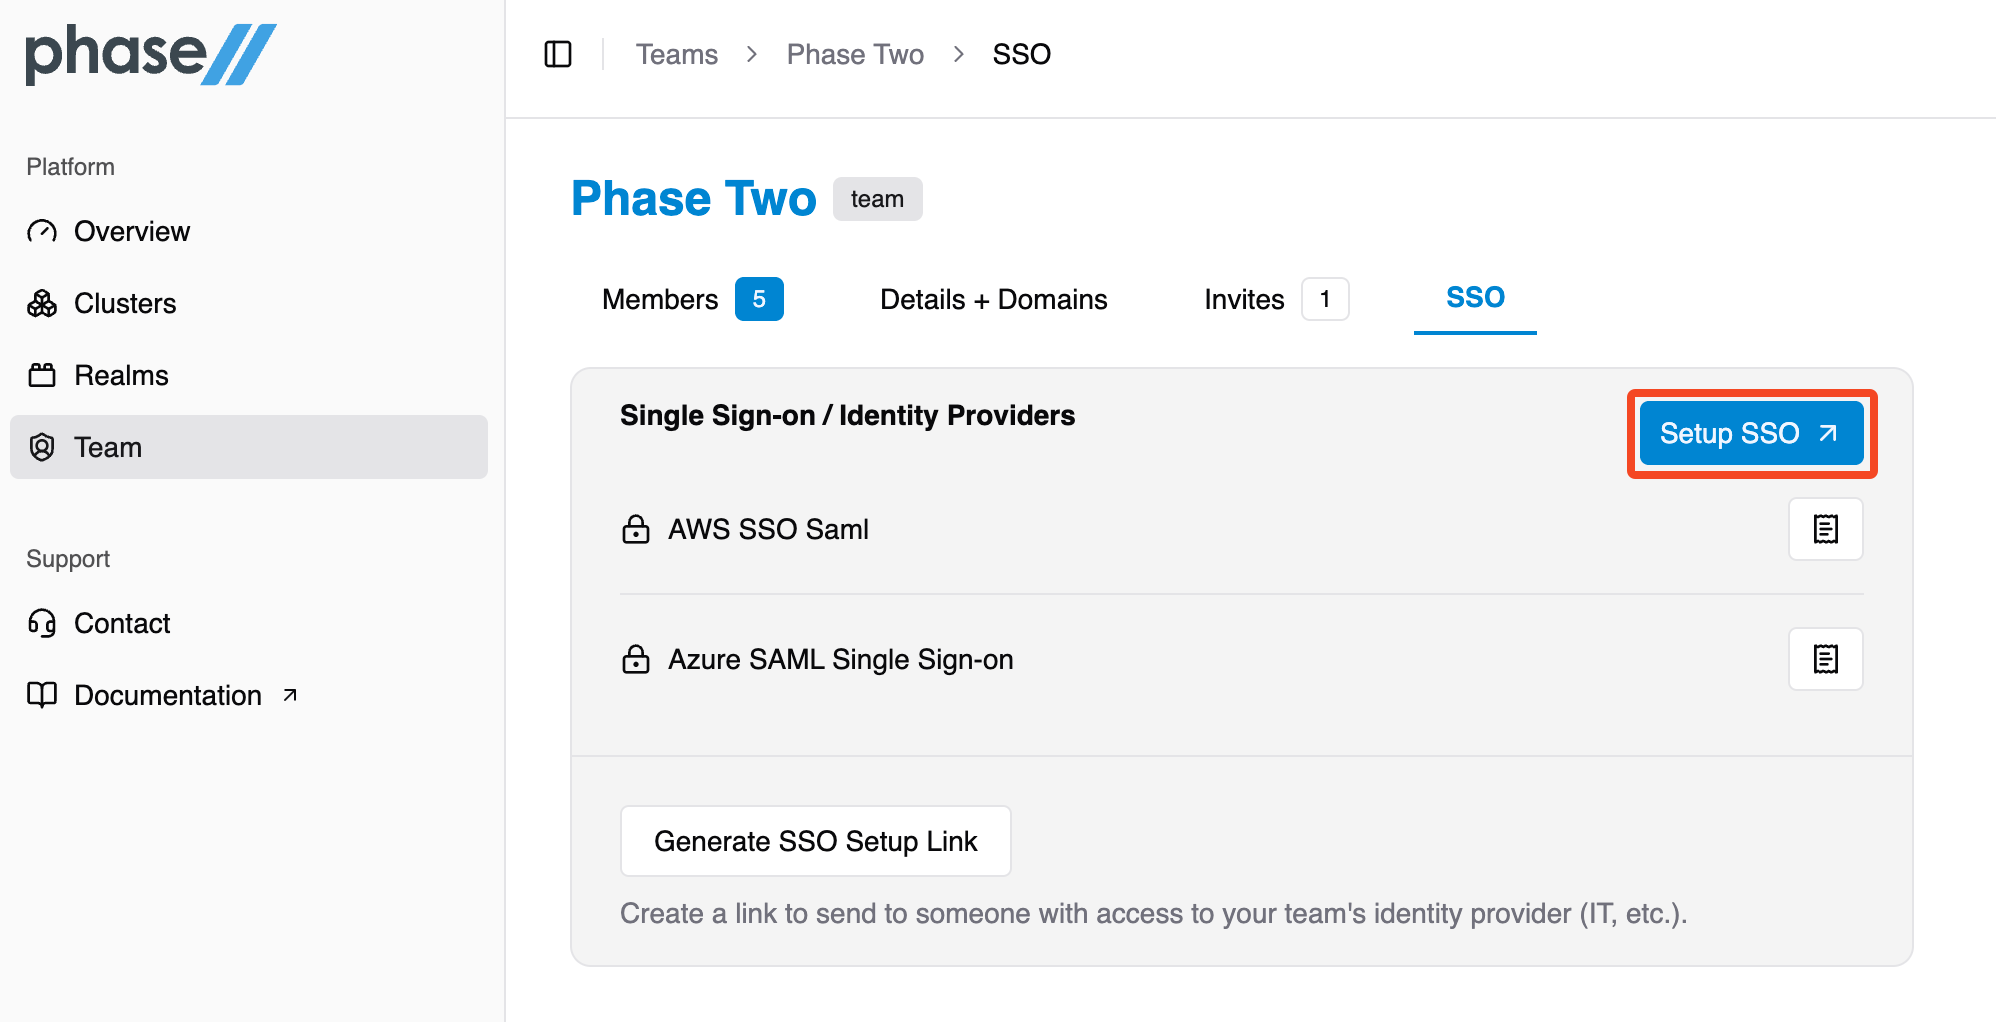 phase
Platform
Overview
Clusters
Realms
Team
Support
Contact
Documentation
Teams > Phase Two > SSO
Phase Two team
Members 5 Details + Domains Invites 1 SSO
Single Sign-on / Identity Providers
Setup SSO
AWS SSO Saml
Azure SAML Single Sign-on
Generate SSO Setup Link
Create a link to send to someone with access to your team's identity provider (IT, etc.).